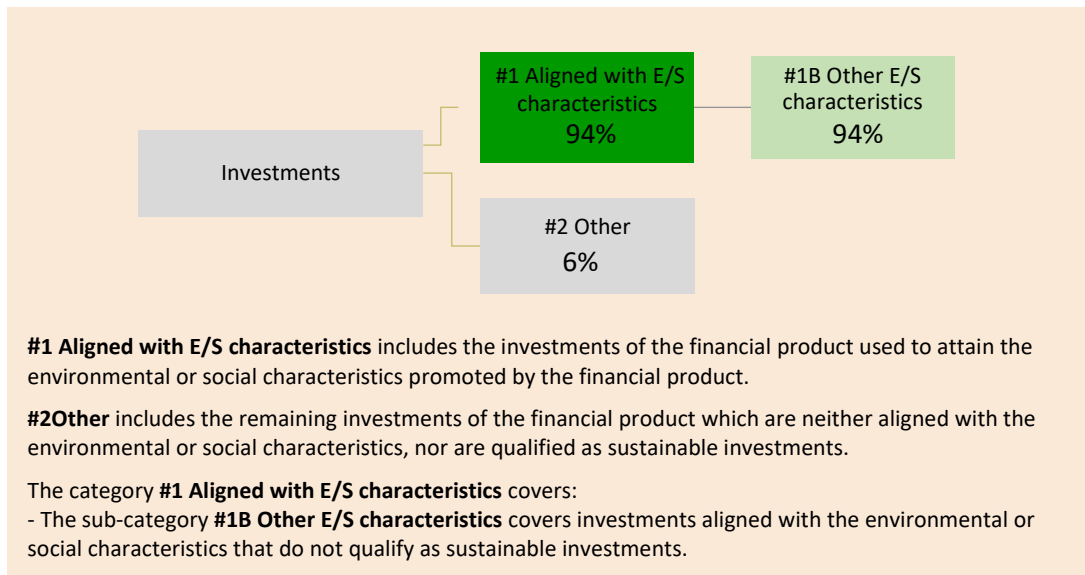 #1 Aligned with E/S
characteristics
94%
#1B Other E/S
characteristics
94%
Investments
#2 Other
6%
#1 Aligned with E/S characteristics includes the investments of the financial product used to attain the
environmental or social characteristics promoted by the financial product.
#2Other includes the remaining investments of the financial product which are neither aligned with the
environmental or social characteristics, nor are qualified as sustainable investments.
The category #1 Aligned with E/S characteristics covers:
- The sub-category #1B Other E/S characteristics covers investments aligned with the environmental or
social characteristics that do not qualify as sustainable investments.